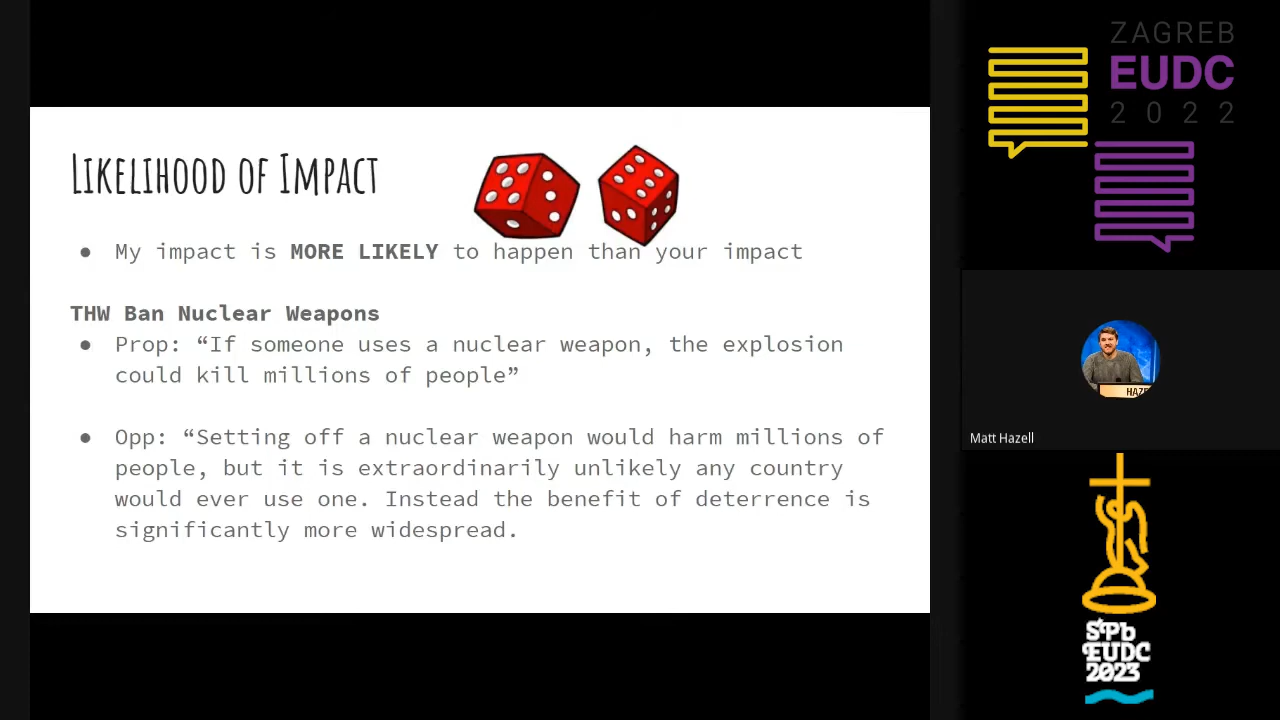 LIKELIHOOD OF IMPACT
● My impact is MORE LIKELY to happen than your impact
THW Ban Nuclear Weapons
● Prop: “If someone uses a nuclear weapon, the explosion
could kill millions of people”
● Opp: “Setting off a nuclear weapon would harm millions of
people, but it is extraordinarily unlikely any country
would ever use one. Instead the benefit of deterrence is
significantly more widespread.
ZAGREB
EUDC
2022
Matt Hazell
SPb
EUDC
2023